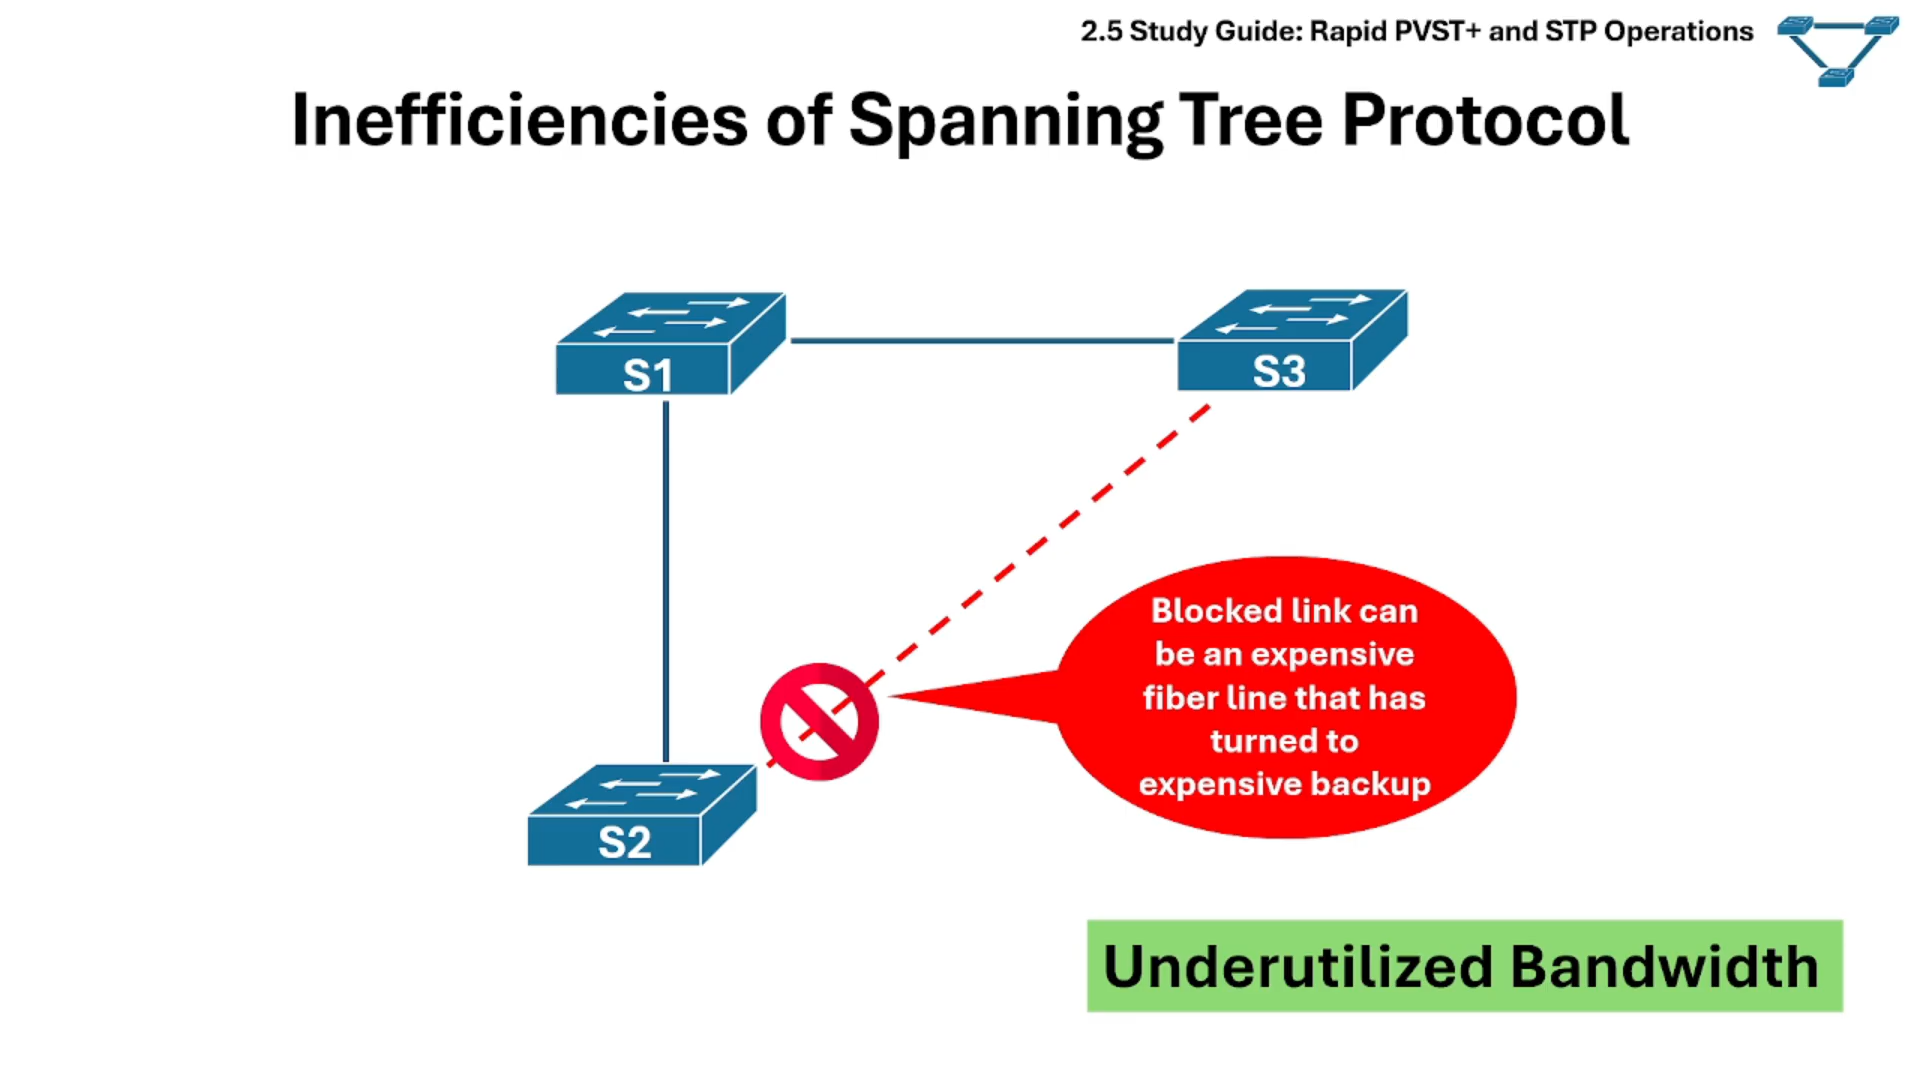 2.5 Study Guide: Rapid PVST+ and STP Operations
Inefficiencies of Spanning Tree Protocol
S1
S3
Blocked link can
be an expensive
fiber line that has
turned to
expensive backup
S2
Underutilized Bandwidth